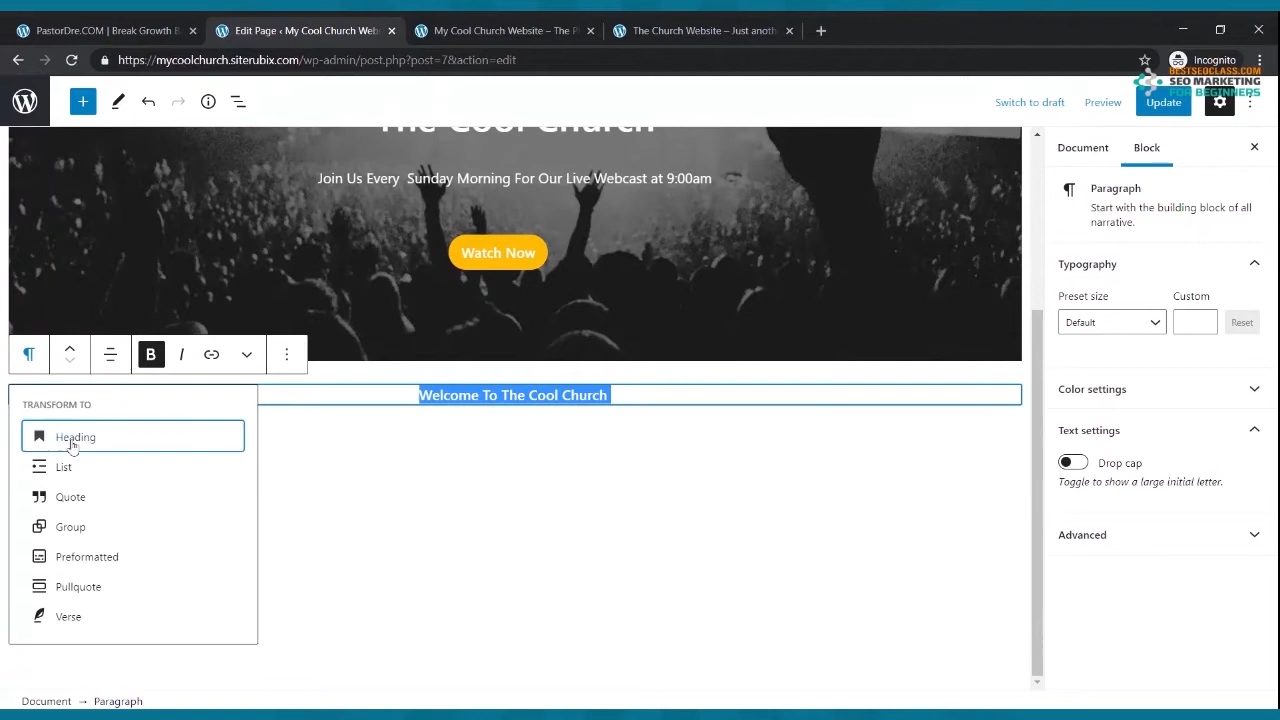 PastorDre.COM | Break Growth B
Edit Page ‹ My Cool Church Web
My Cool Church Website – The P
The Church Website – Just anoth
https://mycoolchurch.siterubix.com/wp-admin/post.php?post=7&action=edit
Incognito
BESTSEOCLASS.COM
SEO MARKETING
FOR BEGINNERS
Switch to draft
Preview
Update
The Cool Church
Join Us Every Sunday Morning For Our Live Webcast at 9:00am
Watch Now
B
I
Welcome To The Cool Church
TRANSFORM TO
Heading
List
Quote
Group
Preformatted
Pullquote
Verse
Document
Block
Paragraph
Start with the building block of all
narrative.
Typography
Preset size
Custom
Default
Reset
Color settings
Text settings
Drop cap
Toggle to show a large initial letter.
Advanced
Document → Paragraph